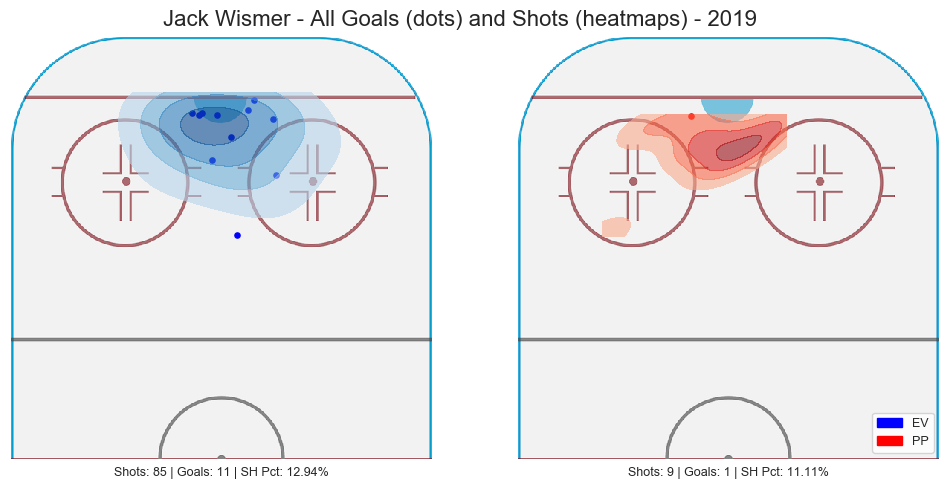 Jack Wismer - All Goals (dots) and Shots (heatmaps) - 2019
EV
PP
Shots: 85 | Goals: 11 | SH Pct: 12.94%
Shots: 9 | Goals: 1 | SH Pct: 11.11%